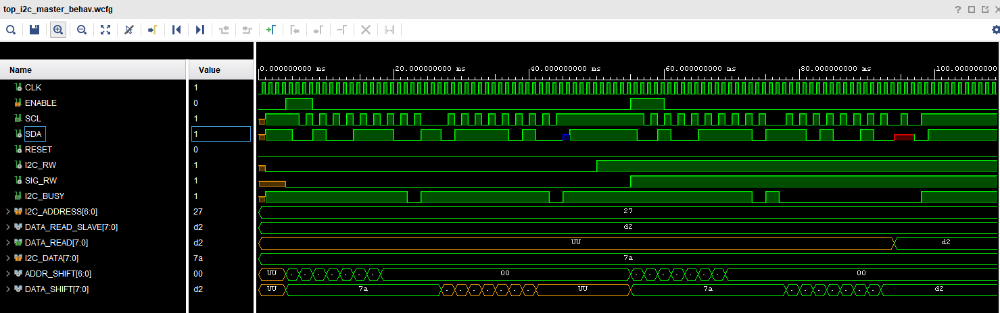 top_i2c_master_behav.wcfg
Name Value
0.000000000 ms 20.000000000 ms 40.000000000 ms 60.000000000 ms 80.000000000 ms 100.00000000
CLK 1
ENABLE 0
SCL 1
SDA 1
RESET 0
I2C_RW 1
SIG_RW 1
I2C_BUSY 1
I2C_ADDRESS[6:0] 27 27
DATA_READ_SLAVE[7:0] d2 d2
DATA_READ[7:0] d2 UU d2
I2C_DATA[7:0] 7a 7a
ADDR_SHIFT[6:0] 00 UU 00 00
DATA_SHIFT[7:0] d2 UU 7a UU 7a d2